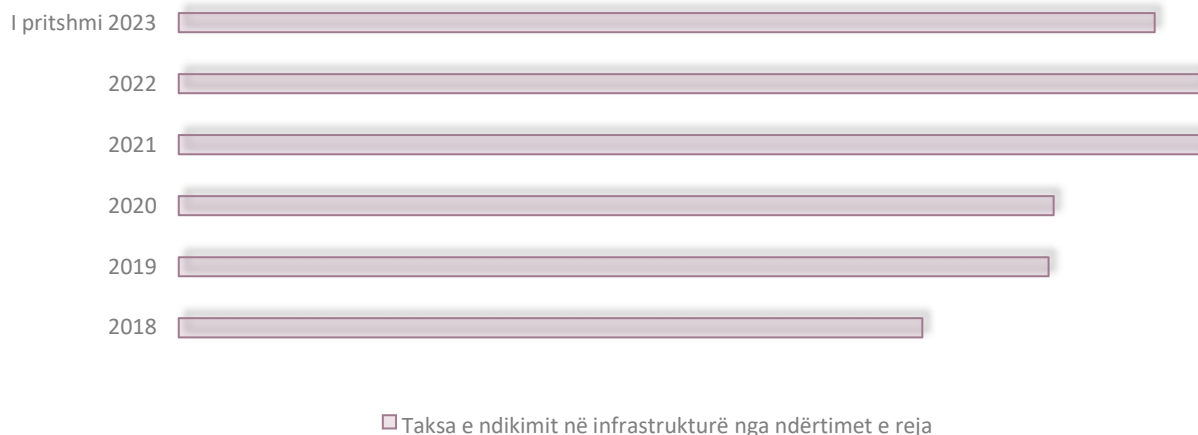 I pritshmi 2023
2022
2021
2020
2019
2018
Taksa e ndikimit në infrastrukturë nga ndërtimet e reja